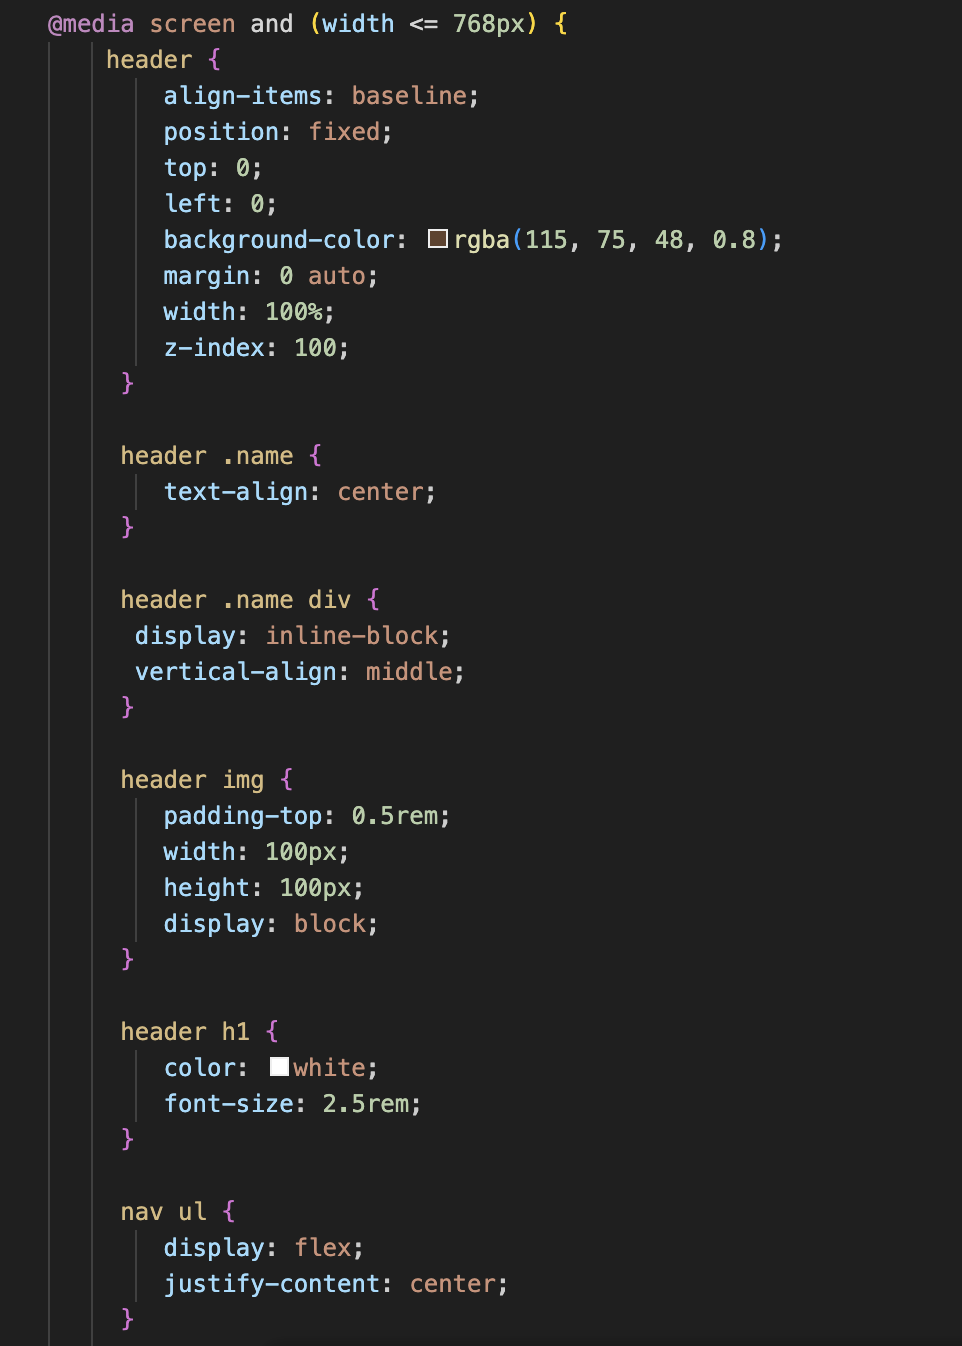 @media screen and (width <= 768px) {
header {
align-items: baseline;
position: fixed;
top: 0;
left: 0;
background-color: rgba(115, 75, 48, 0.8);
margin: 0 auto;
width: 100%;
z-index: 100;
}
header .name {
text-align: center;
}
header .name div {
display: inline-block;
vertical-align: middle;
}
header img {
padding-top: 0.5rem;
width: 100px;
height: 100px;
display: block;
}
header h1 {
color: white;
font-size: 2.5rem;
}
nav ul {
display: flex;
justify-content: center;
}